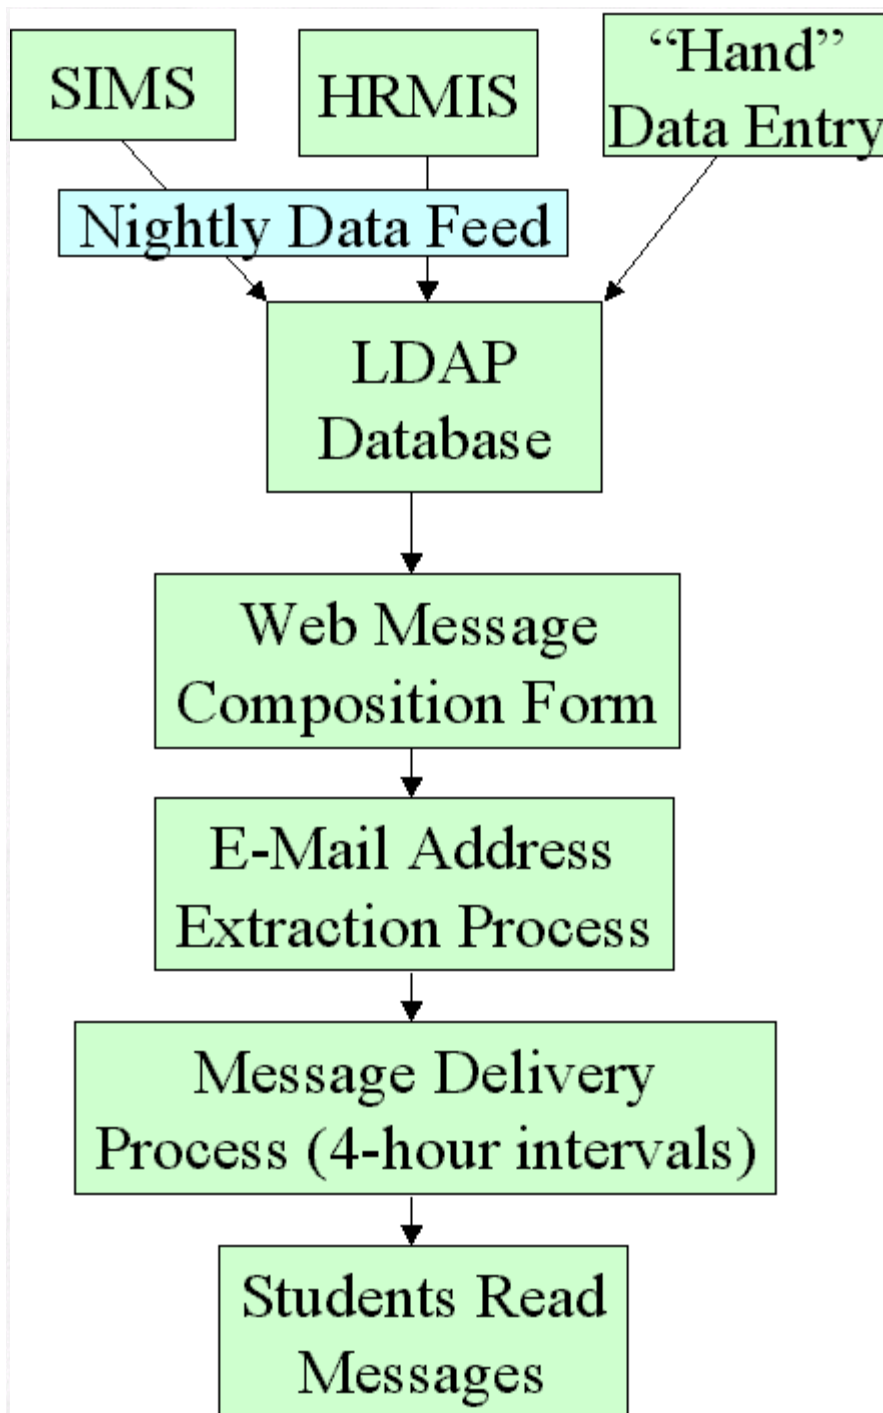 SIMS
HRMIS
“Hand”
Data Entry
Nightly Data Feed
LDAP
Database
Web Message
Composition Form
E-Mail Address
Extraction Process
Message Delivery
Process (4-hour intervals)
Students Read
Messages